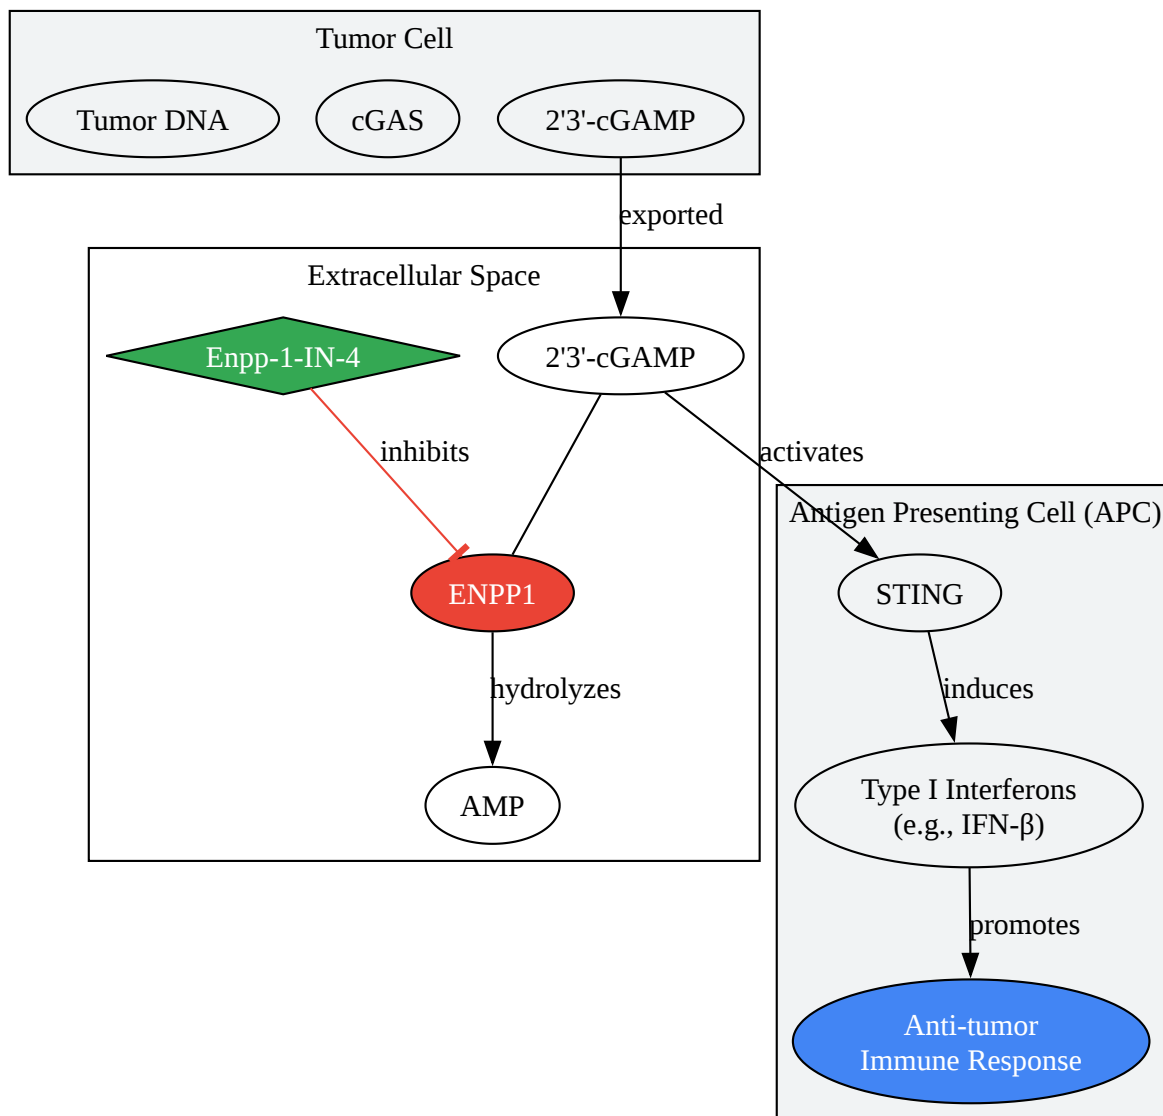 Tumor Cell
Tumor DNA
cGAS
2'3'-cGAMP
exported
Extracellular Space
Enpp-1-IN-4
2'3'-cGAMP
inhibits
activates
Antigen Presenting Cell (APC)
ENPP1
STING
hydrolyzes
induces
AMP
Type I Interferons
(e.g., IFN-β)
promotes
Anti-tumor
Immune Response